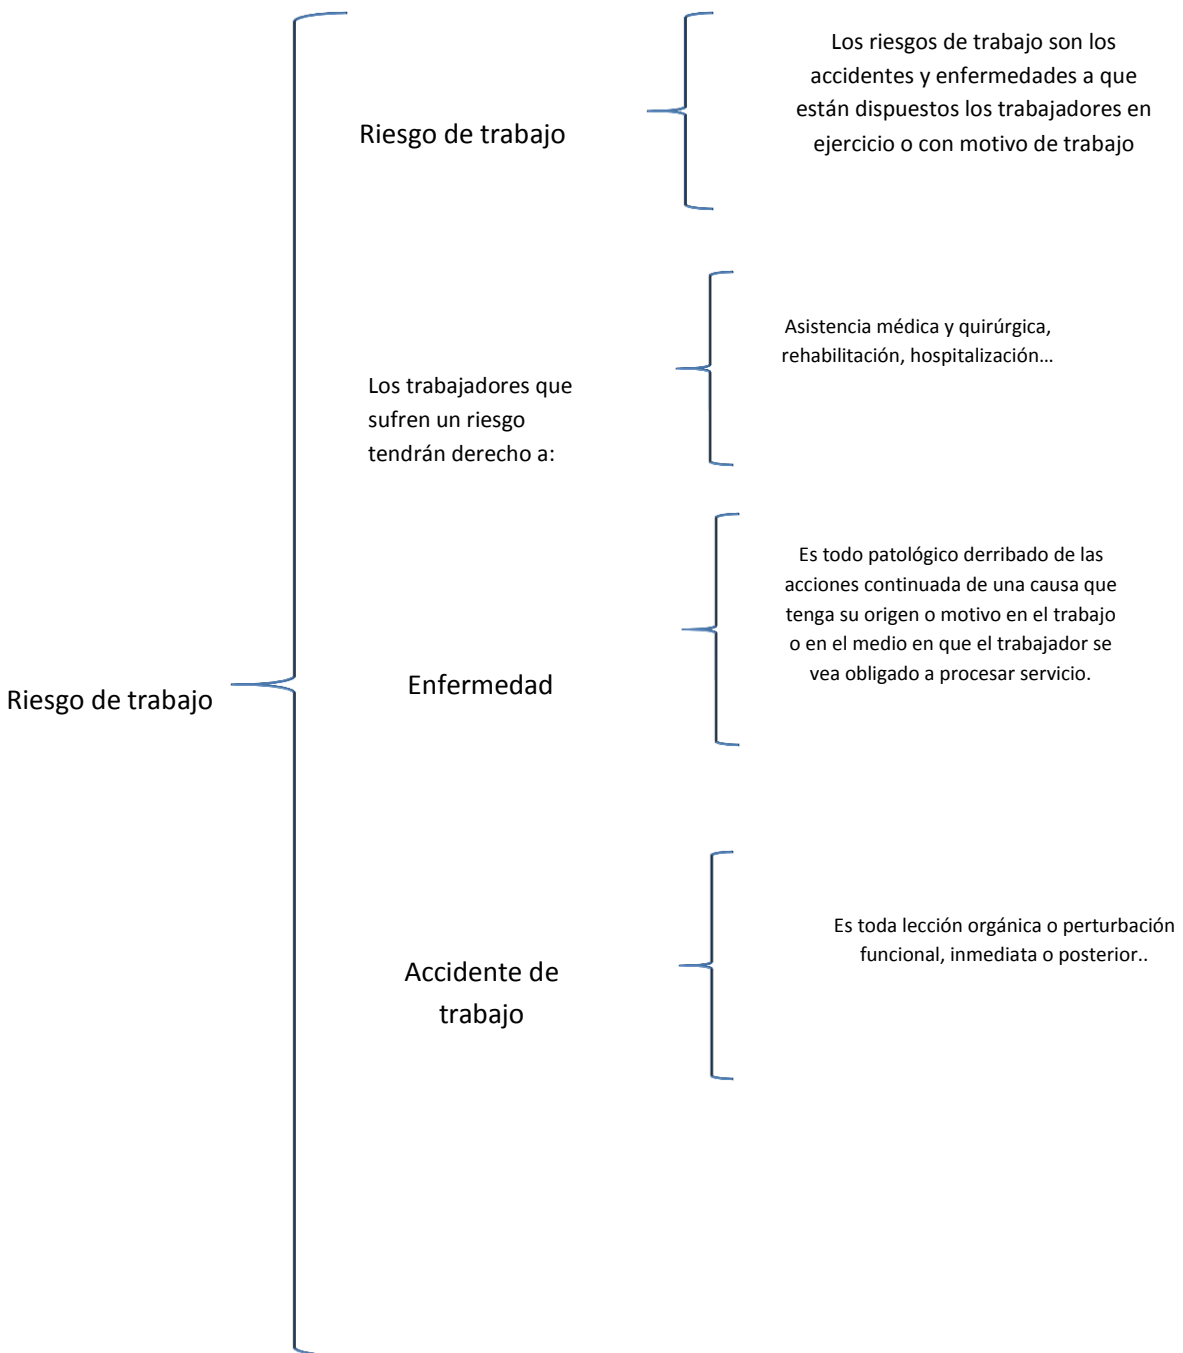 Riesgo de trabajo
Riesgo de trabajo
Los riesgos de trabajo son los
accidentes y enfermedades a que
están dispuestos los trabajadores en
ejercicio o con motivo de trabajo
Los trabajadores que
sufren un riesgo
tendrán derecho a:
Asistencia médica y quirúrgica,
rehabilitación, hospitalización...
Enfermedad
Es todo patológico derribado de las
acciones continuada de una causa que
tenga su origen o motivo en el trabajo
o en el medio en que el trabajador se
vea obligado a procesar servicio.
Accidente de
trabajo
Es toda lección orgánica o perturbación
funcional, inmediata o posterior..